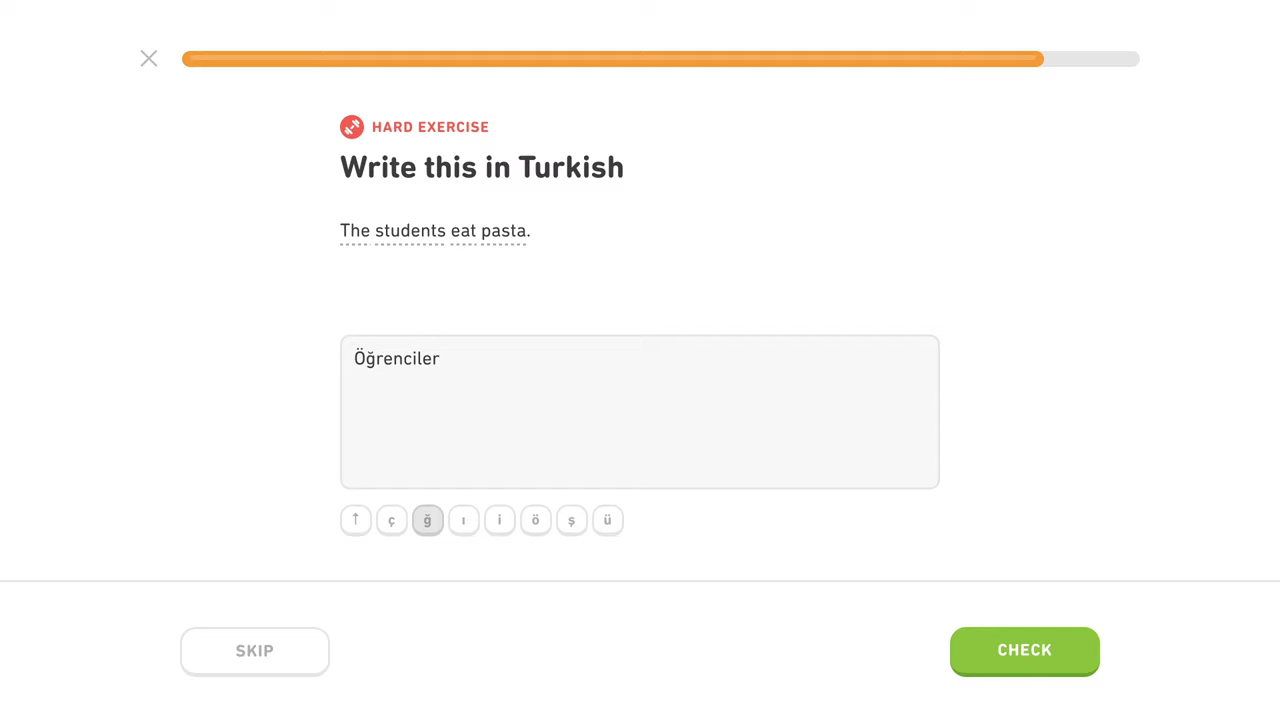 HARD EXERCISE
Write this in Turkish
The students eat pasta.
Öğrenciler
↑ ç ğ ı i ö ş ü
SKIP
CHECK